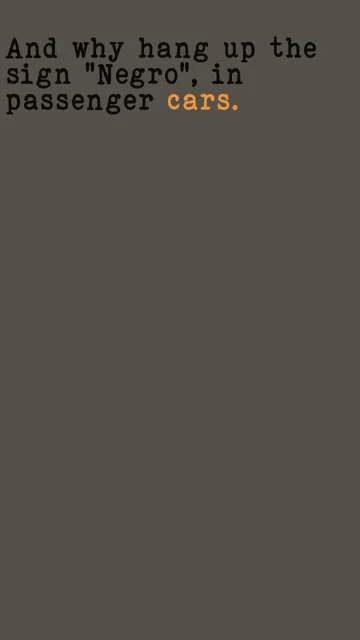 And why hang up the
sign "Negro", in
passenger cars.